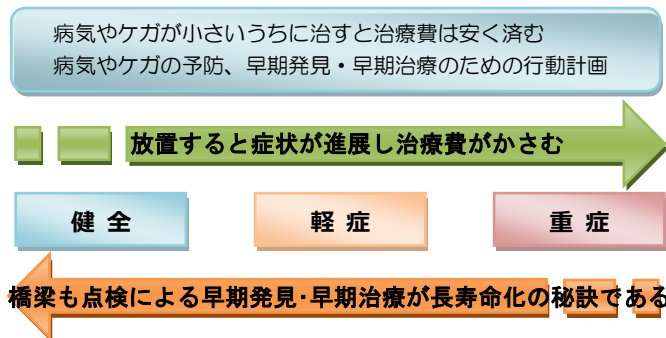 病気やケガが小さいうちに治すと治療費は安く済む
病気やケガの予防、早期発見・早期治療のための行動計画
放置すると症状が進展し治療費がかさむ
健 全
軽 症
重 症
橋梁も点検による早期発見･早期治療が長寿命化の秘訣である